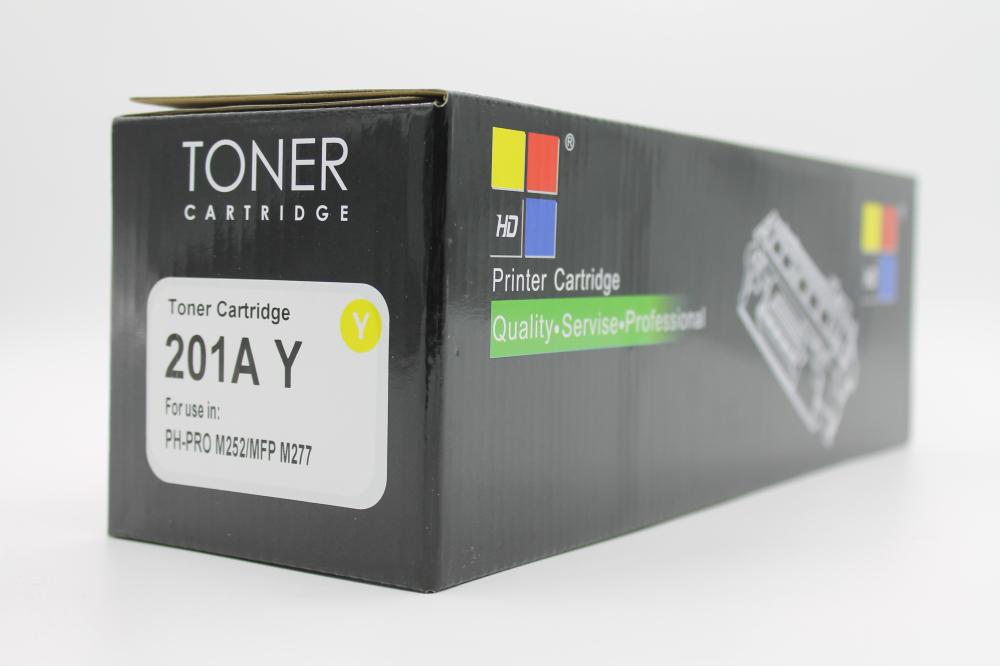 TONER
CARTRIDGE
Toner Cartridge
Y
201A Y
For use in:
PH-PRO M252/MFP M277
®
HD
Printer Cartridge
Quality•Servise•Professional
HD